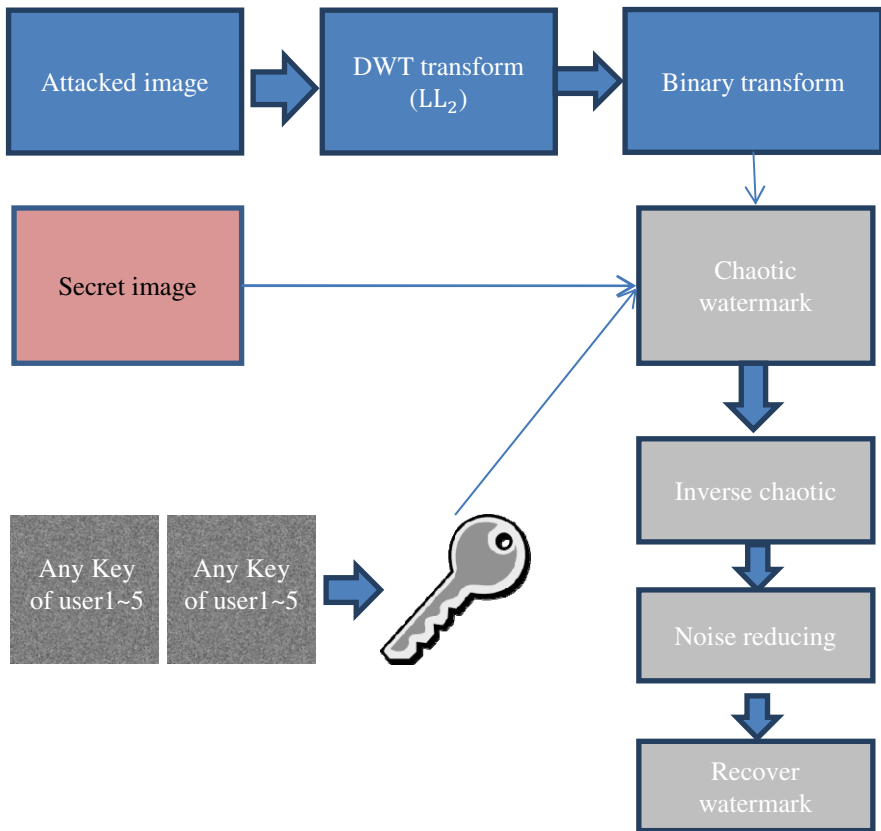 Attacked image
DWT transform
(LL₂)
Binary transform
Secret image
Chaotic
watermark
Inverse chaotic
Any Key
of user1~5
Any Key
of user1~5
Noise reducing
Recover
watermark